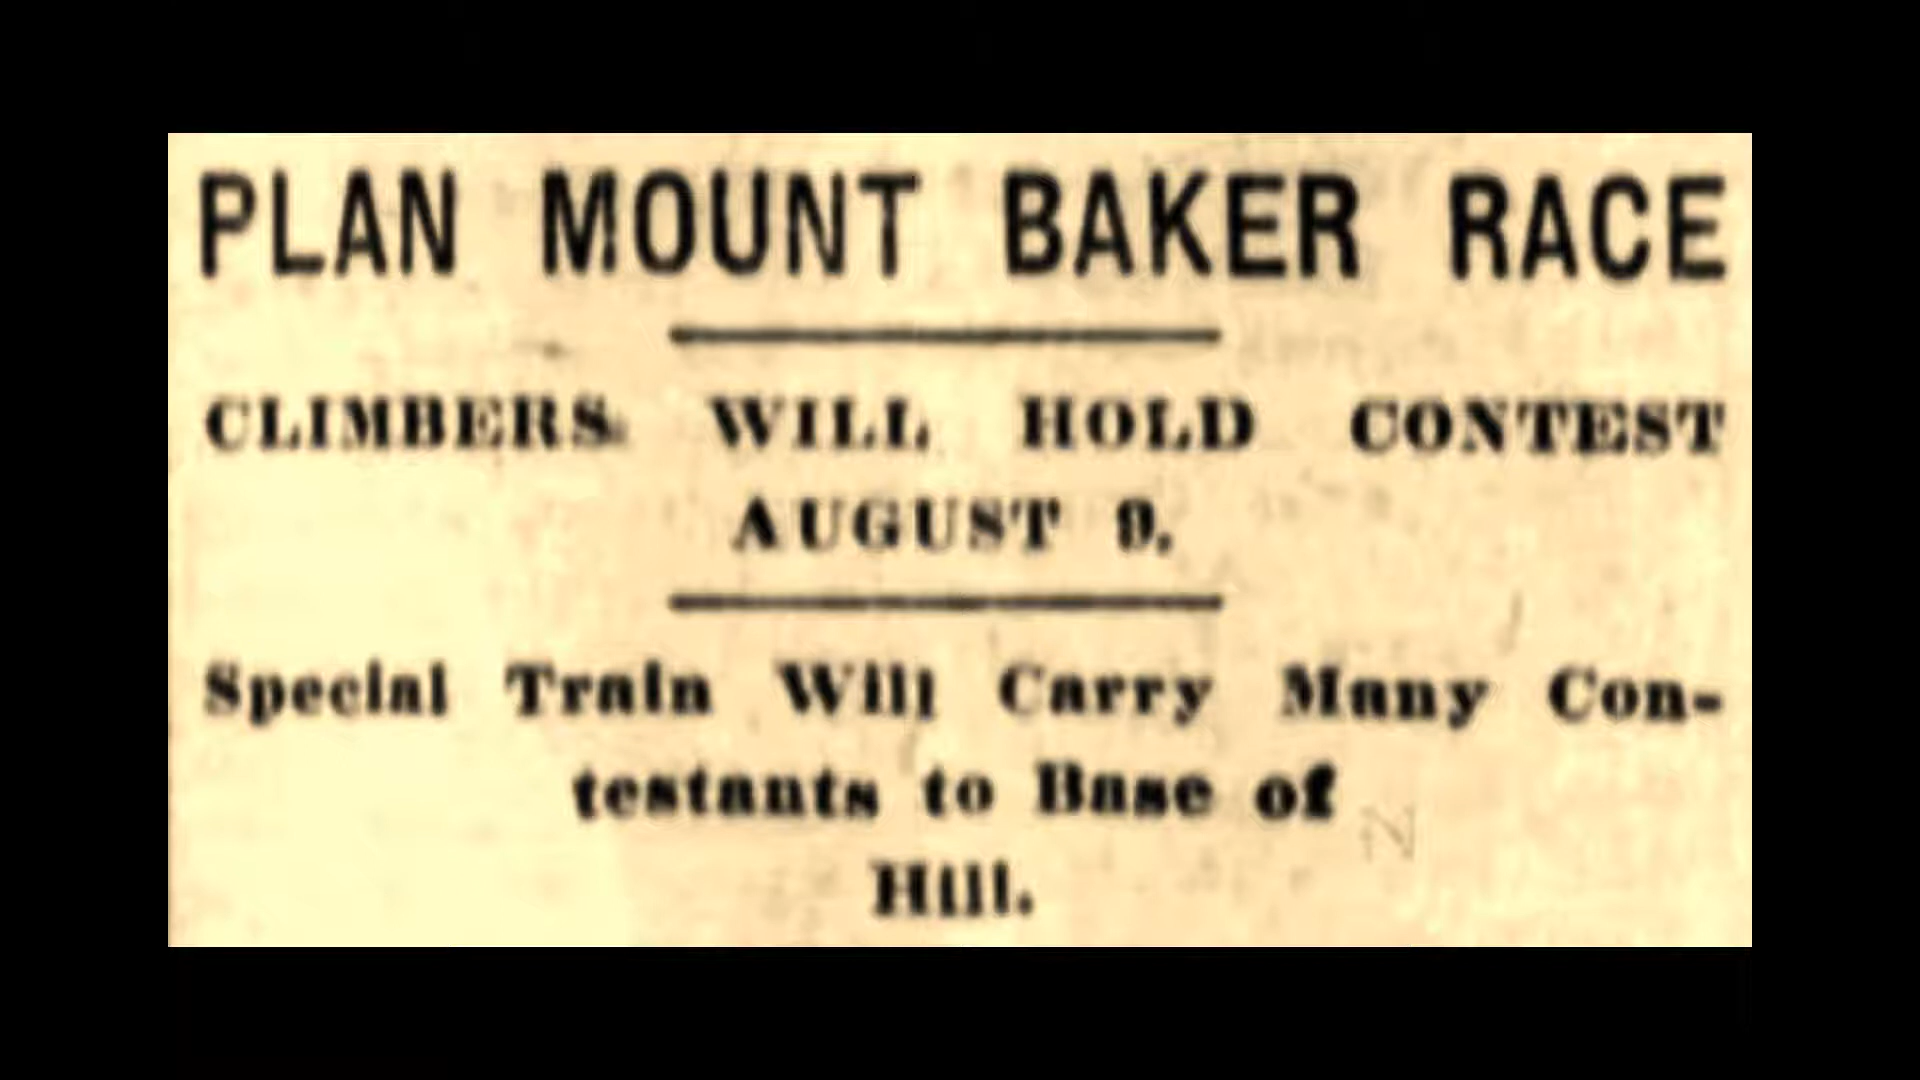 PLAN MOUNT BAKER RACE
CLIMBERS WILL HOLD CONTEST
AUGUST 9.
Special Train Will Carry Many Con-
testants to Base of
Hill.